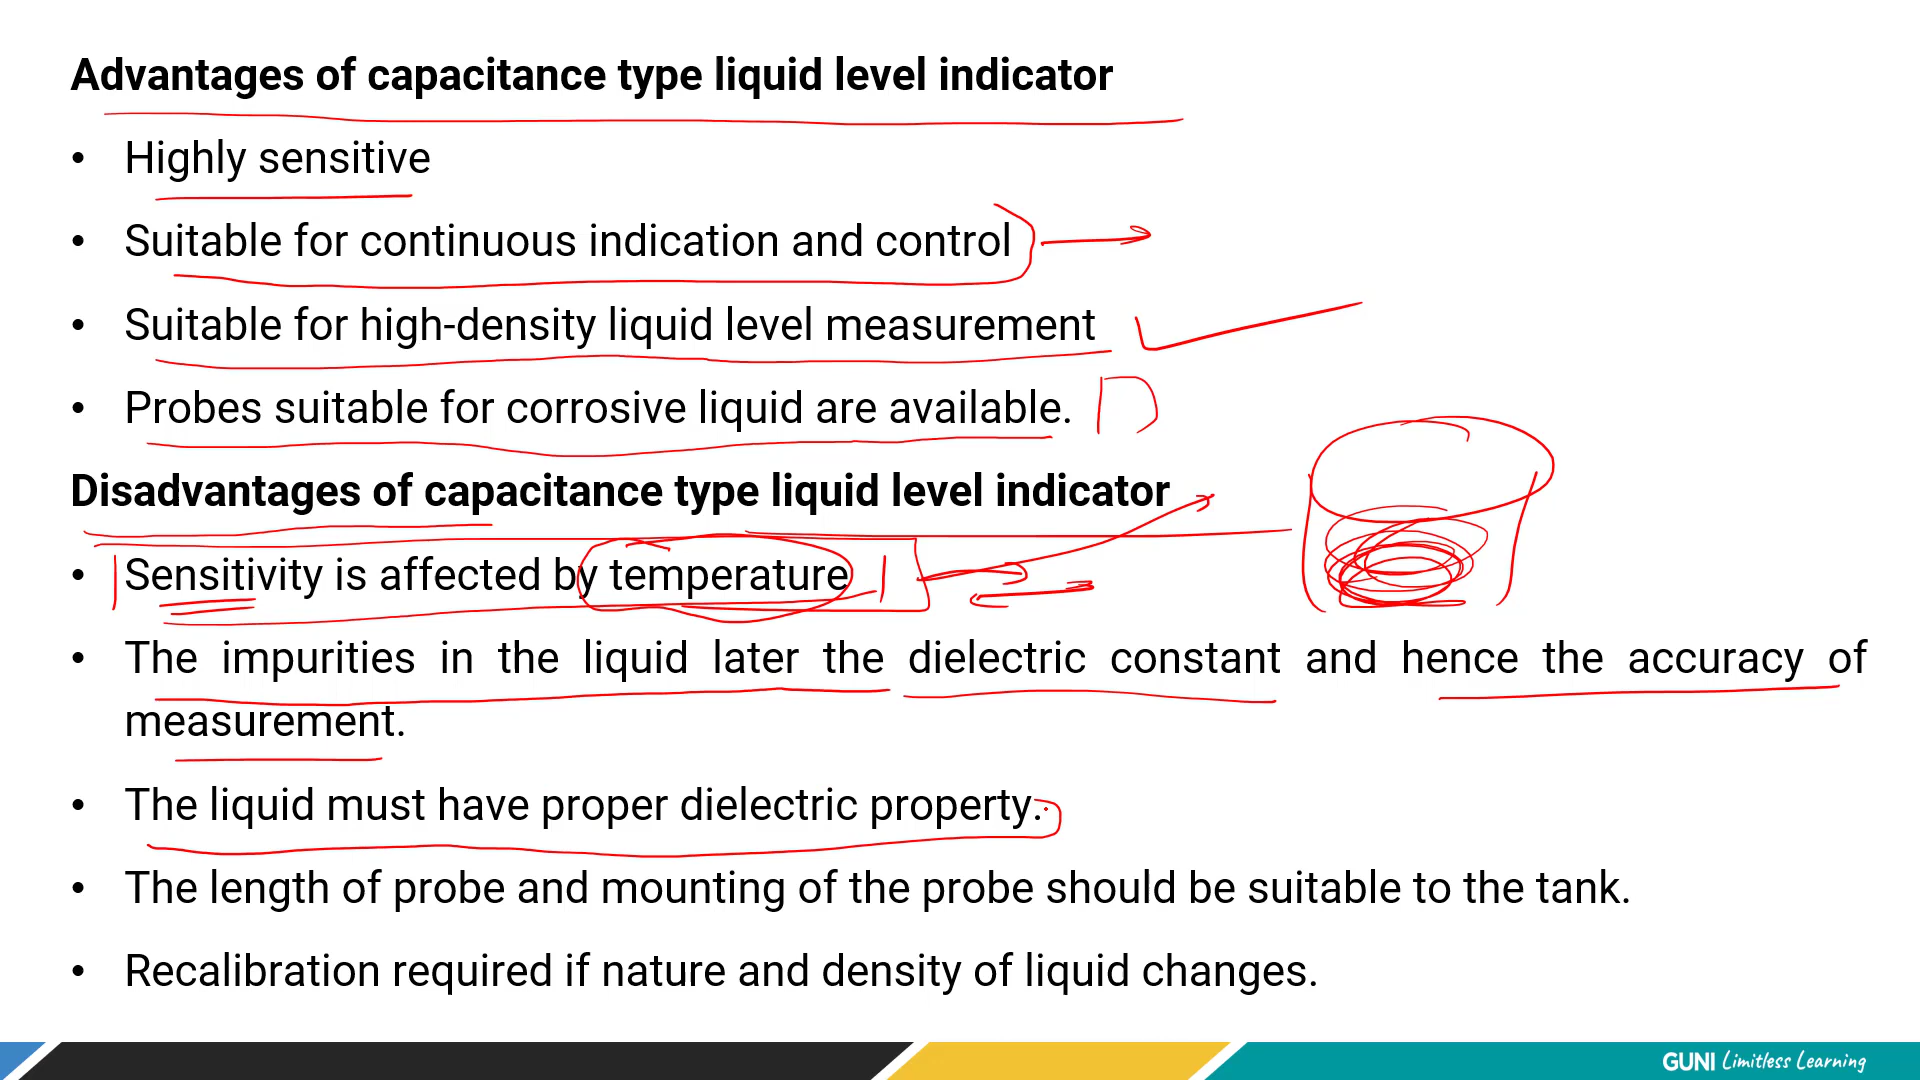 Advantages of capacitance type liquid level indicator
• Highly sensitive
• Suitable for continuous indication and control
• Suitable for high-density liquid level measurement
• Probes suitable for corrosive liquid are available.
Disadvantages of capacitance type liquid level indicator
• Sensitivity is affected by temperature
• The impurities in the liquid later the dielectric constant and hence the accuracy of
measurement.
• The liquid must have proper dielectric property.
• The length of probe and mounting of the probe should be suitable to the tank.
• Recalibration required if nature and density of liquid changes.
GUNI Limitless Learning